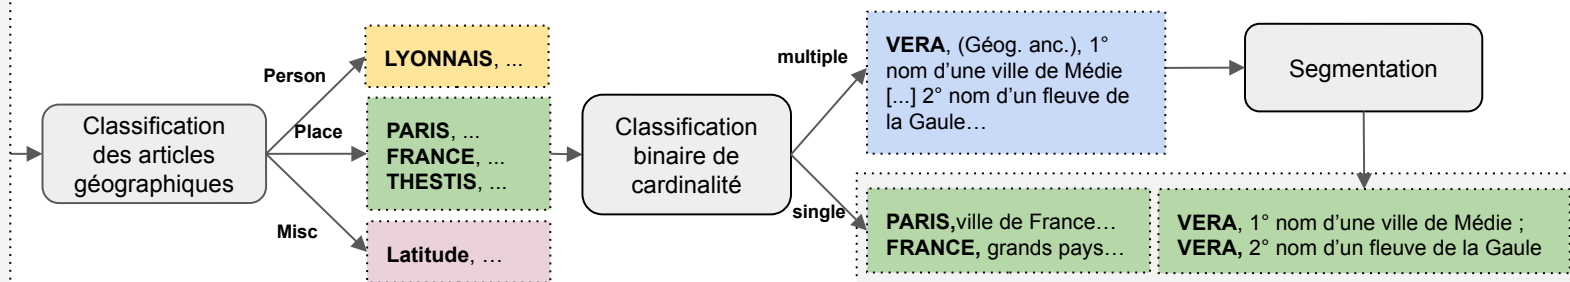 Classification
des articles
géographiques
Person
Place
Misc
LYONNAIS, ...
PARIS, ...
FRANCE, ...
THESTIS, ...
Latitude, …
Classification
binaire de
cardinalité
multiple
single
VERA, (Géog. anc.), 1°
nom d’une ville de Médie
[...] 2° nom d’un fleuve de
la Gaule…
Segmentation
PARIS,ville de France…
FRANCE, grands pays…
VERA, 1° nom d’une ville de Médie ;
VERA, 2° nom d’un fleuve de la Gaule